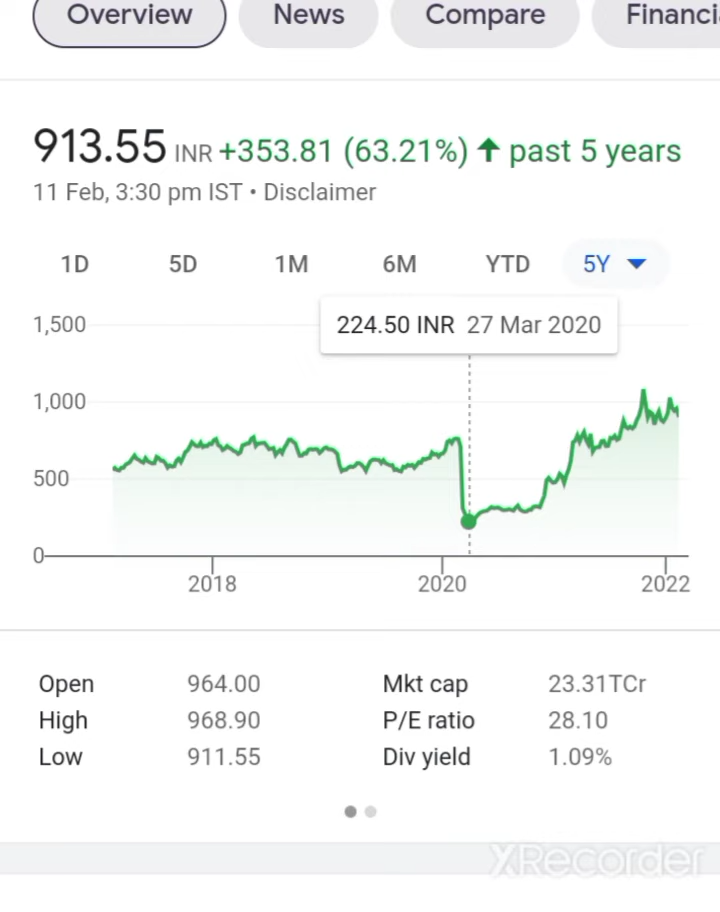 Overview News Compare Financi
913.55 INR +353.81 (63.21%) ↑ past 5 years
11 Feb, 3:30 pm IST • Disclaimer
1D 5D 1M 6M YTD 5Y
224.50 INR 27 Mar 2020
1,500
1,000
500
0
2018 2020 2022
Open 964.00 Mkt cap 23.31TCr
High 968.90 P/E ratio 28.10
Low 911.55 Div yield 1.09%
XRecorder